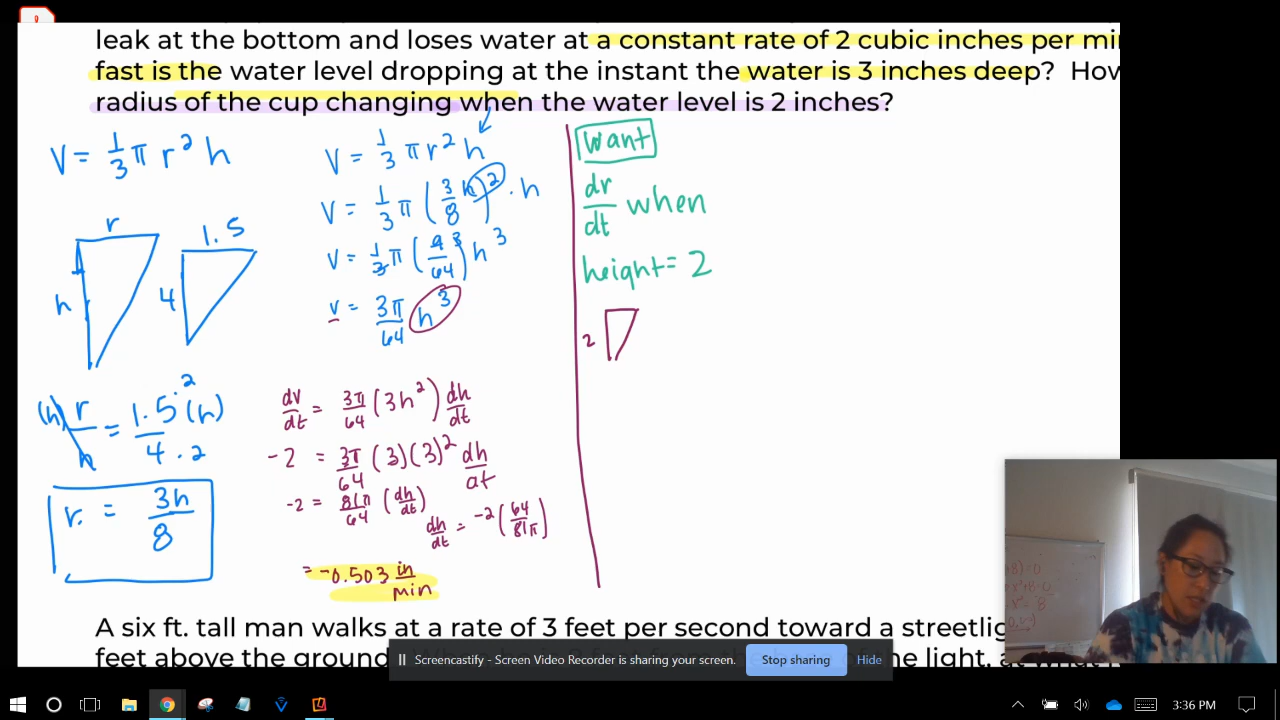 leak at the bottom and loses water at a constant rate of 2 cubic inches per mi
fast is the water level dropping at the instant the water is 3 inches deep? How
radius of the cup changing when the water level is 2 inches?
V = 1/3 π r² h
r
h
1.5
4
(h) r/h = 1.5/4 · 2/2 (h)
r = 3h/8
V = 1/3 π r² h
V = 1/3 π (3/8 h)² · h
V = 1/3 π (9/64) h³
3
V = 3π/64 h³
dv/dt = 3π/64 (3h²) dh/dt
-2 = 3π/64 (3)(3)² dh/dt
-2 = 81π/64 (dh/dt)
dh/dt = -2 (64/81π)
= -0.503 in/min
Want
dr/dt when
height = 2
2
A six ft. tall man walks at a rate of 3 feet per second toward a streetlig
feet above the ground.
he light, at what
Screencastify - Screen Video Recorder is sharing your screen.
Stop sharing
Hide
3:36 PM